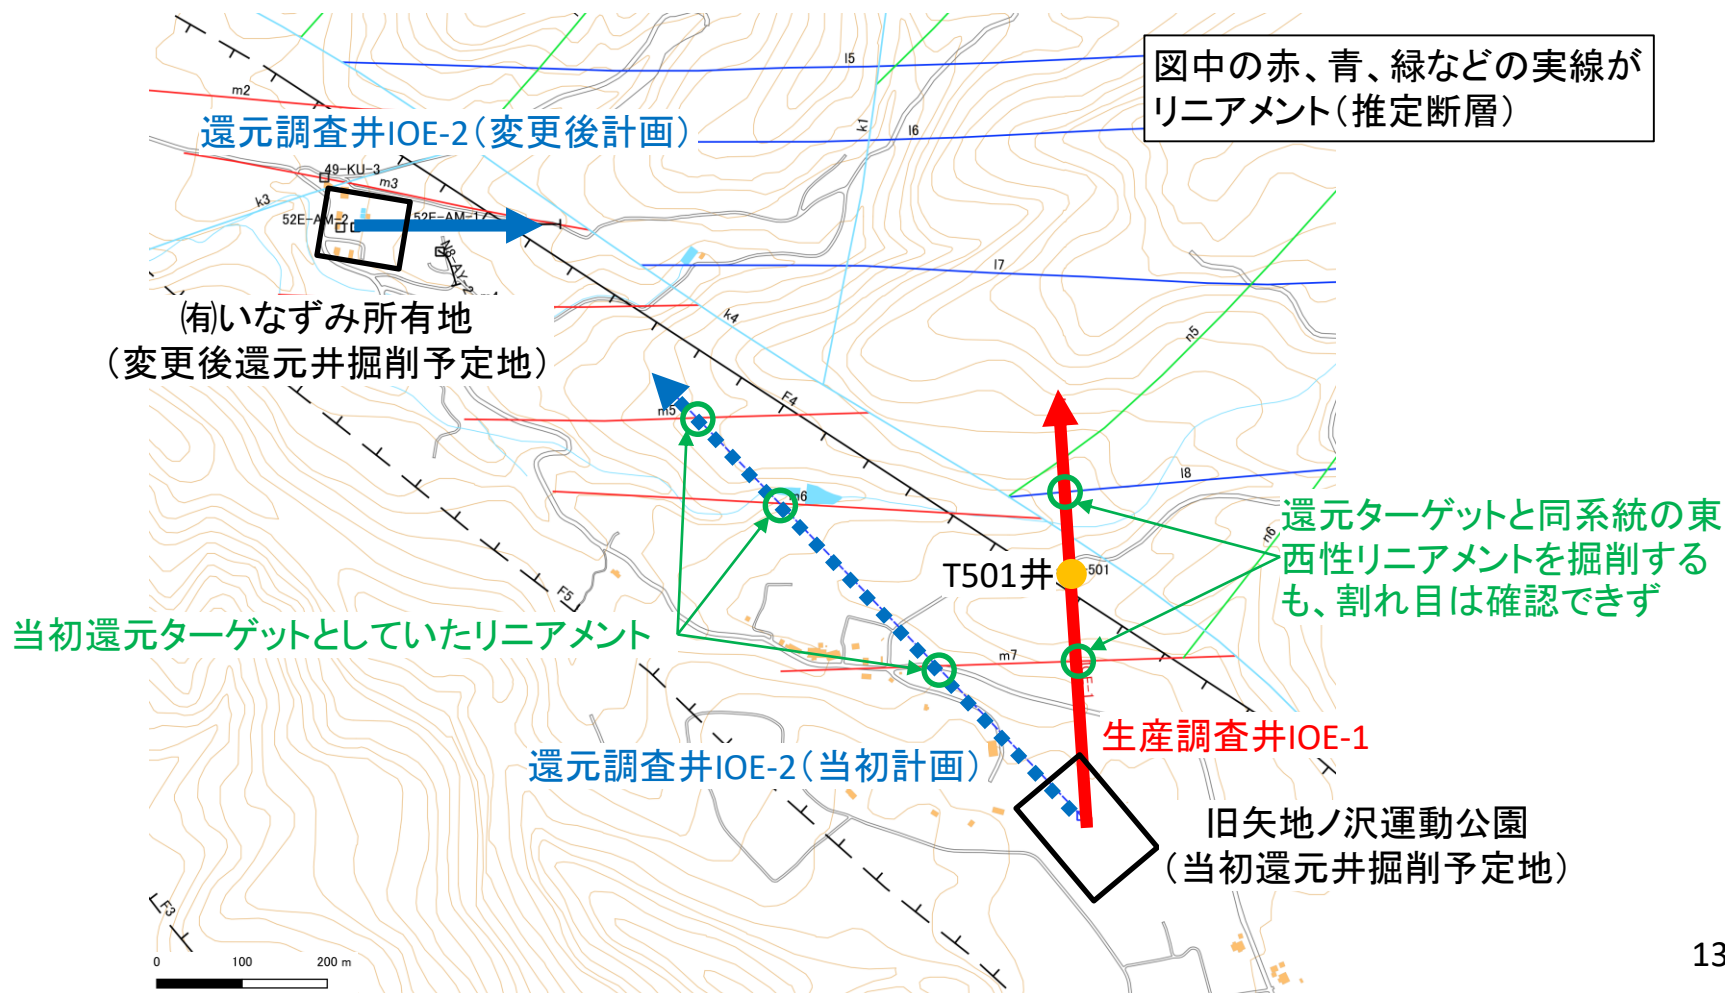 図中の赤、青、緑などの実線が
リニアメント(推定断層)
l5
m2
k1
l6
還元調査井IOE-2(変更後計画)
49-KU-3
m3
k3
52E-AM-2
52E-AM-1
N8-AY-2
l7
㈲いなずみ所有地
(変更後還元井掘削予定地)
k4
n5
F4
m5
l8
m6
n6
還元ターゲットと同系統の東
西性リニアメントを掘削する
も、割れ目は確認できず
T501井
501
F5
当初還元ターゲットとしていたリニアメント
m7
E-1
生産調査井IOE-1
還元調査井IOE-2(当初計画)
旧矢地ノ沢運動公園
(当初還元井掘削予定地)
F3
0 100 200 m
13